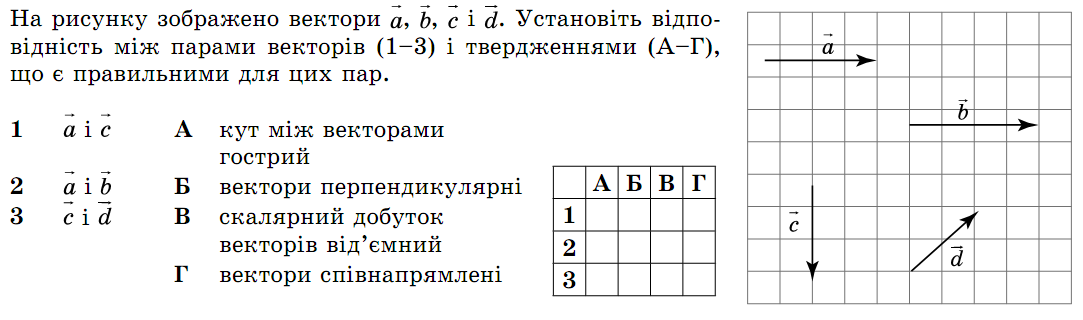 На рисунку зображено вектори a⃗, b⃗, c⃗ і d⃗. Установіть відпо-
відність між парами векторів (1–3) і твердженнями (А–Г),
що є правильними для цих пар.
1 a⃗ і c⃗
2 a⃗ і b⃗
3 c⃗ і d⃗
А кут між векторами
гострий
Б вектори перпендикулярні
В скалярний добуток
векторів від’ємний
Г вектори співнапрямлені
А Б В Г
1
2
3
a⃗
b⃗
c⃗
d⃗